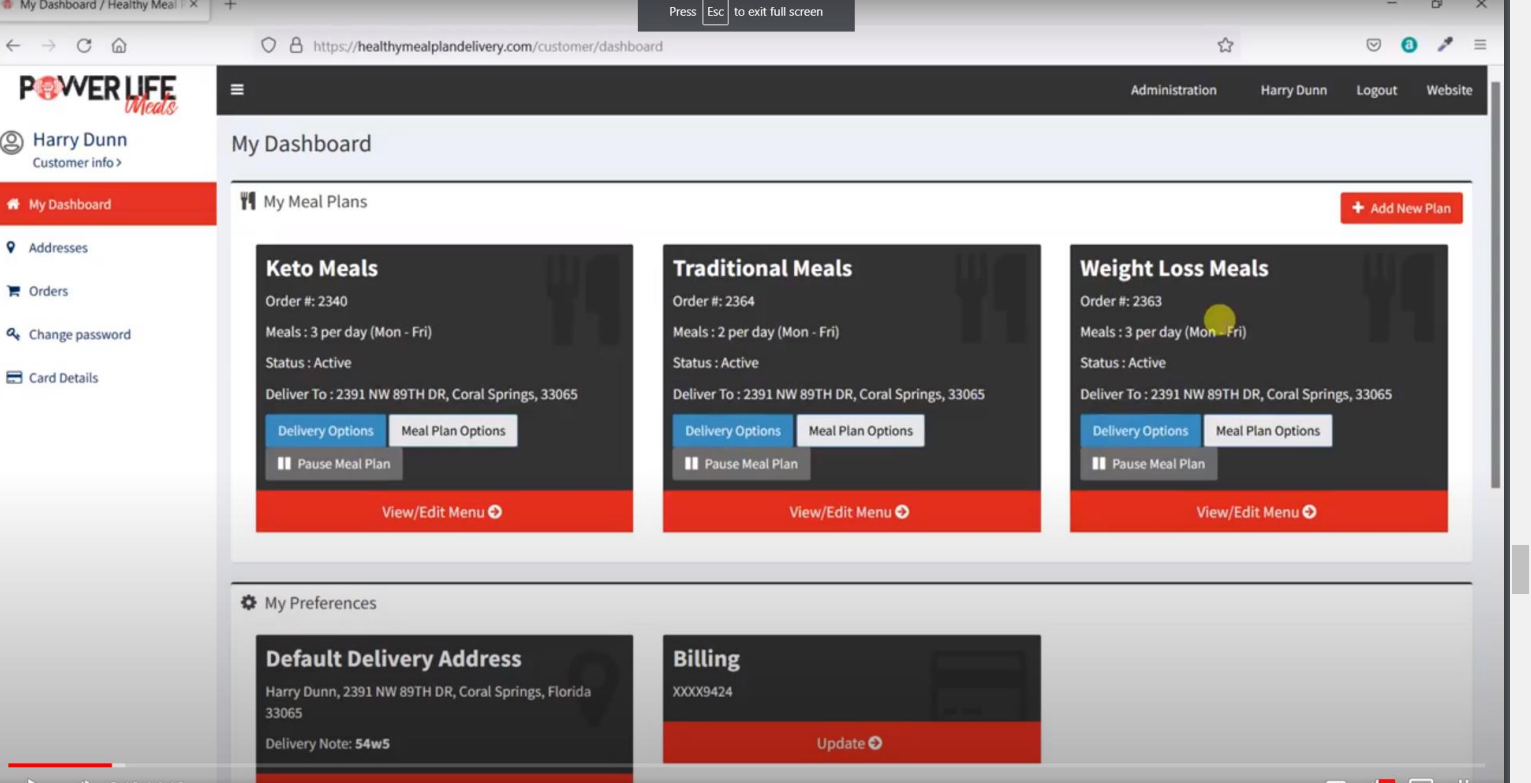 My Dashboard / Healthy Meal P
Press Esc to exit full screen
https://healthymealplandelivery.com/customer/dashboard
POWER LIFE
Meals
Administration
Harry Dunn
Logout
Website
Harry Dunn
Customer info >
My Dashboard
Addresses
Orders
Change password
Card Details
My Dashboard
My Meal Plans
+ Add New Plan
Keto Meals
Order #: 2340
Meals : 3 per day (Mon - Fri)
Status : Active
Deliver To : 2391 NW 89TH DR, Coral Springs, 33065
Delivery Options
Meal Plan Options
Pause Meal Plan
View/Edit Menu
Traditional Meals
Order #: 2364
Meals : 2 per day (Mon - Fri)
Status : Active
Deliver To : 2391 NW 89TH DR, Coral Springs, 33065
Delivery Options
Meal Plan Options
Pause Meal Plan
View/Edit Menu
Weight Loss Meals
Order #: 2363
Meals : 3 per day (Mon - Fri)
Status : Active
Deliver To : 2391 NW 89TH DR, Coral Springs, 33065
Delivery Options
Meal Plan Options
Pause Meal Plan
View/Edit Menu
My Preferences
Default Delivery Address
Harry Dunn, 2391 NW 89TH DR, Coral Springs, Florida
33065
Delivery Note: 54w5
Billing
XXXX9424
Update